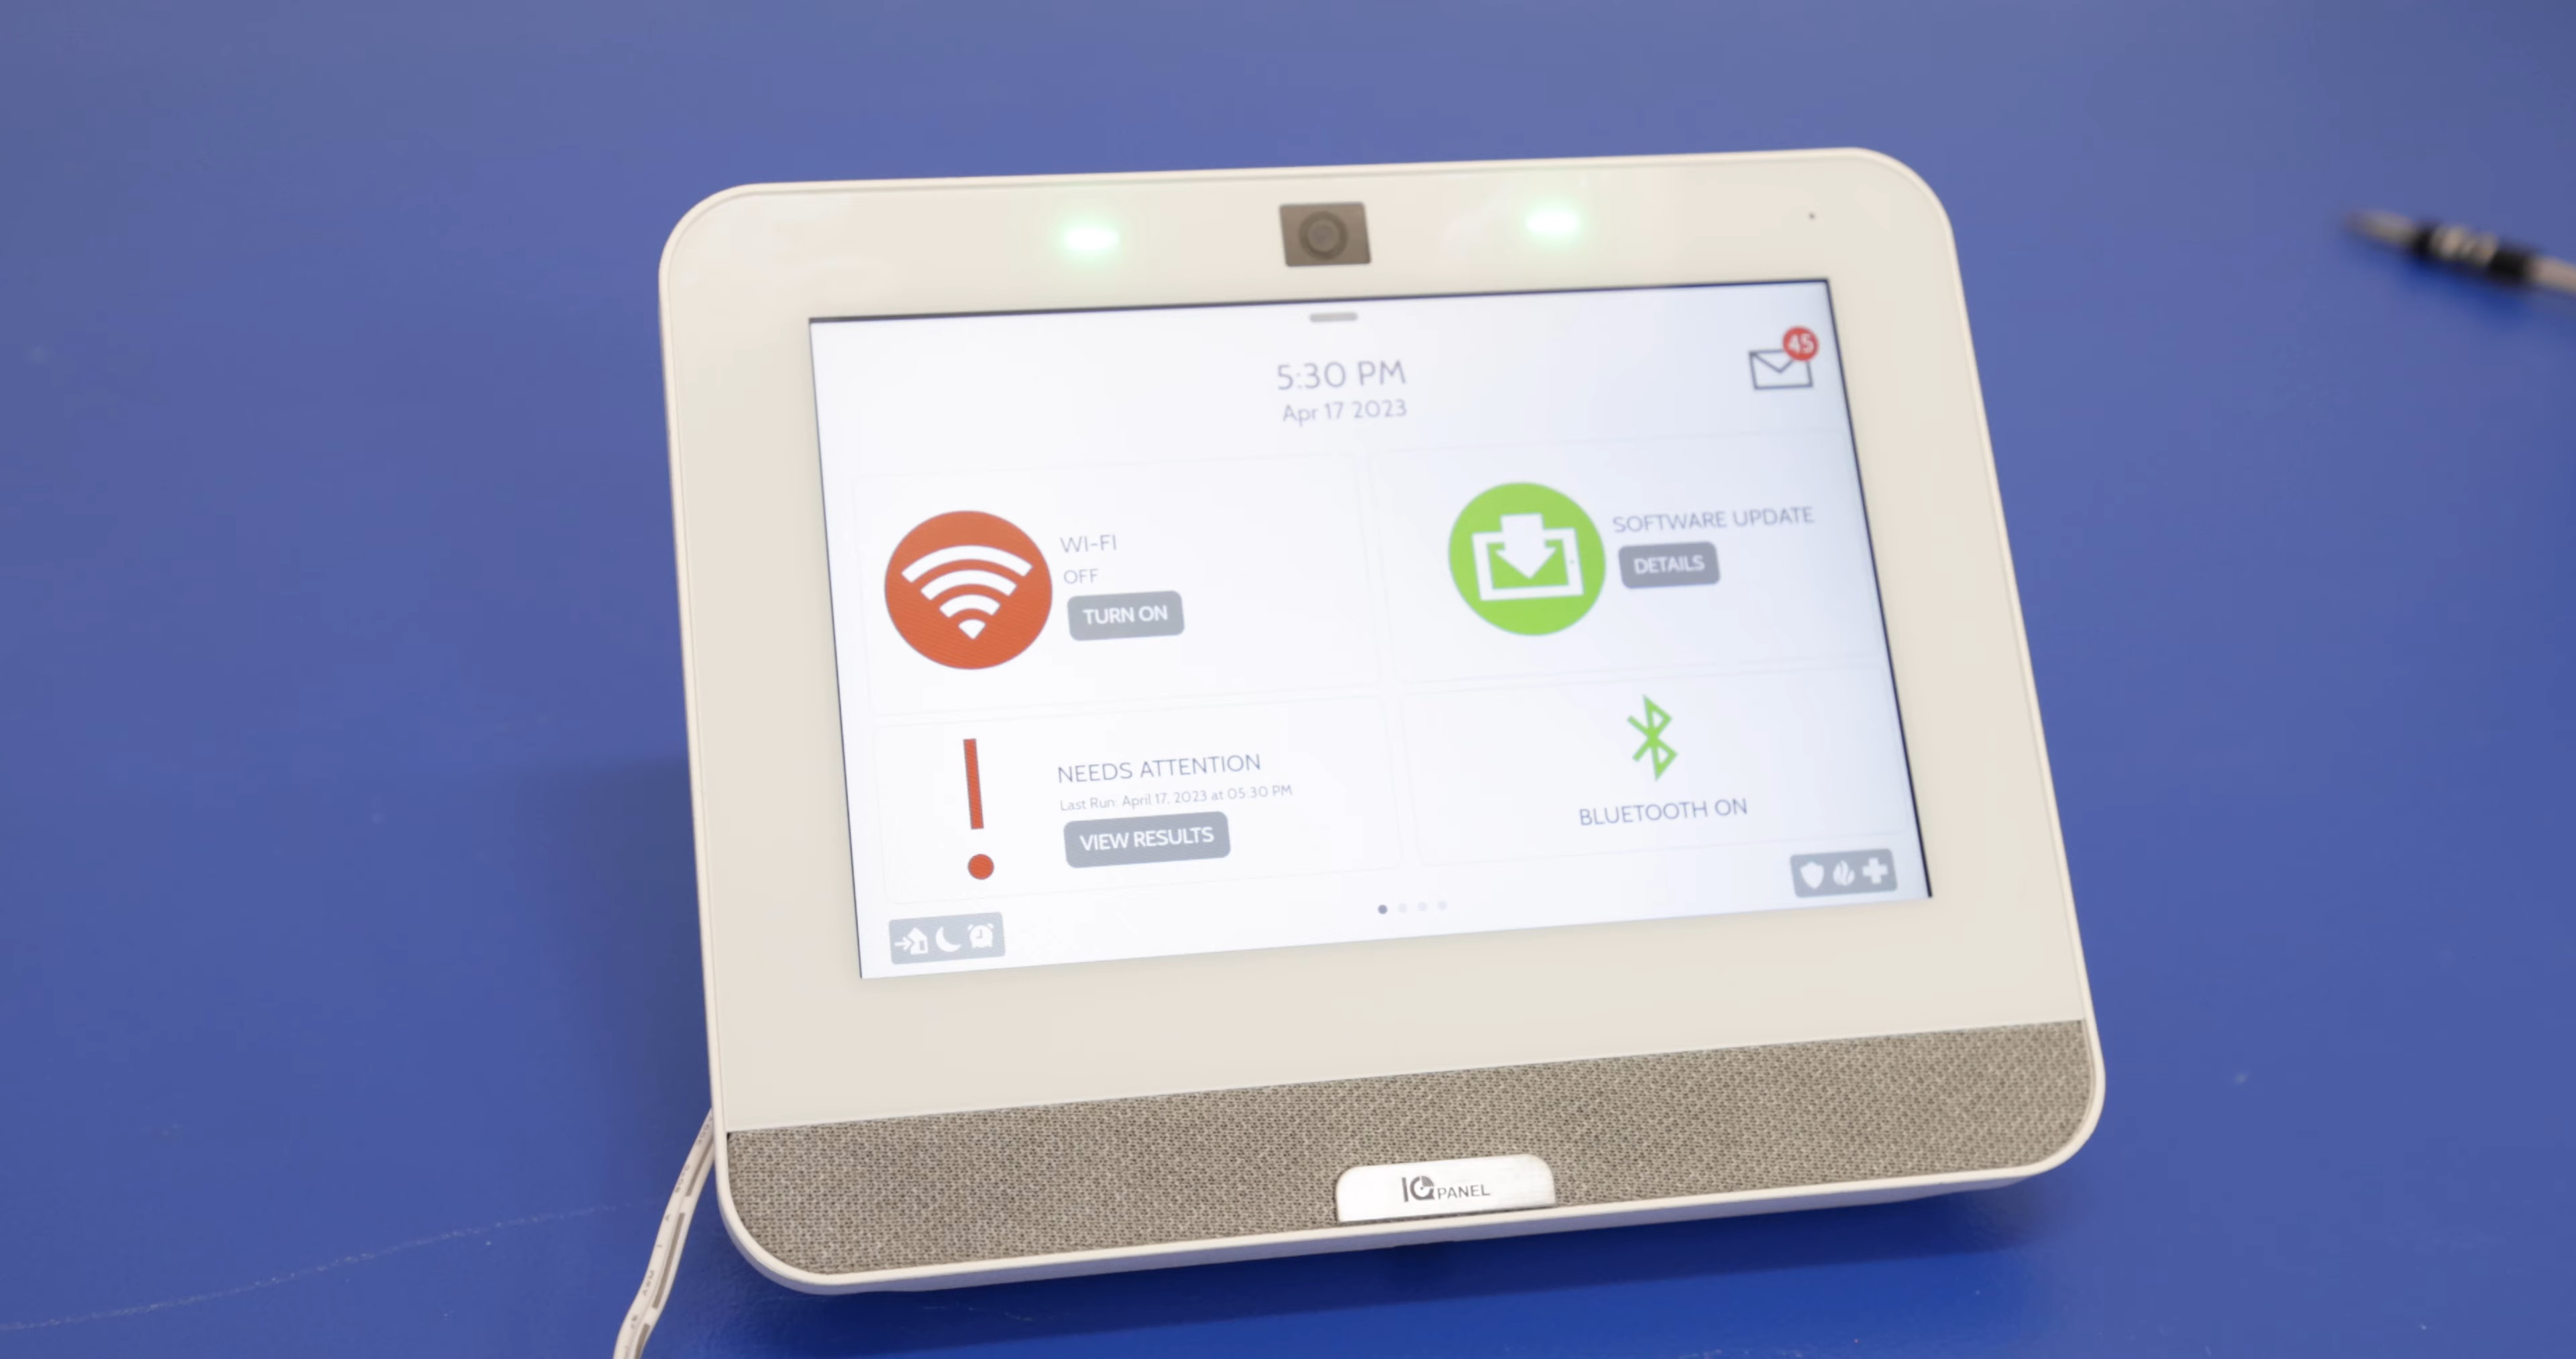 45
5:30 PM
Apr 17 2023
WI-FI
OFF
TURN ON
SOFTWARE UPDATE
DETAILS
NEEDS ATTENTION
Last Run: April 17, 2023 at 05:30 PM
VIEW RESULTS
BLUETOOTH ON
IQ PANEL